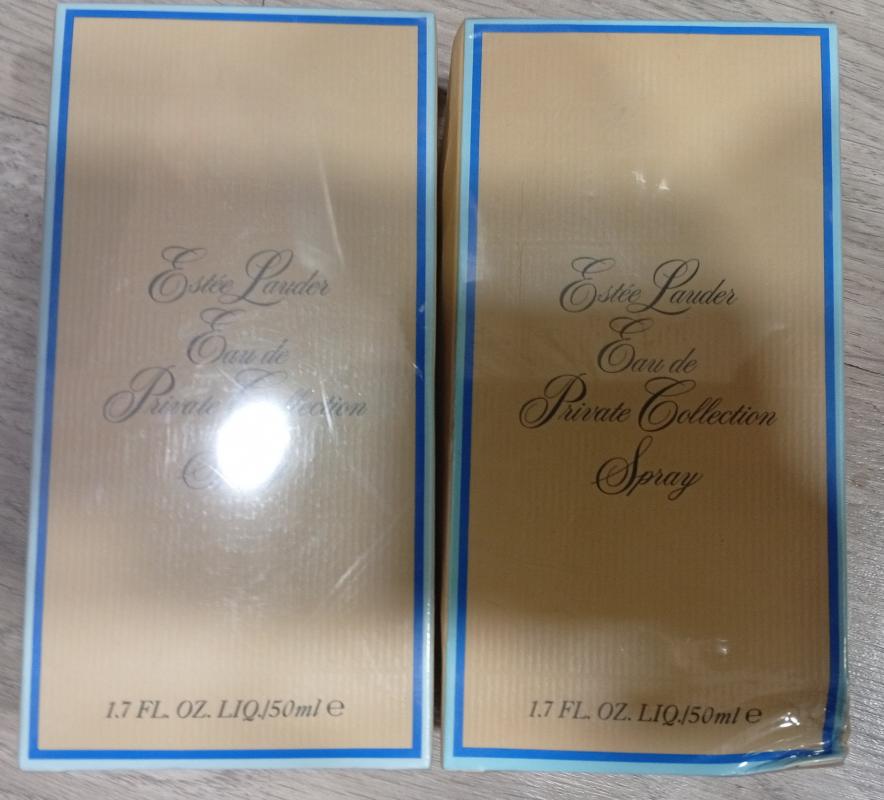 Estée Lauder
Eau de
Private Collection
1.7 FL. OZ. LIQ./50ml ℮
Estée Lauder
Eau de
Private Collection
Spray
1.7 FL. OZ. LIQ./50ml ℮